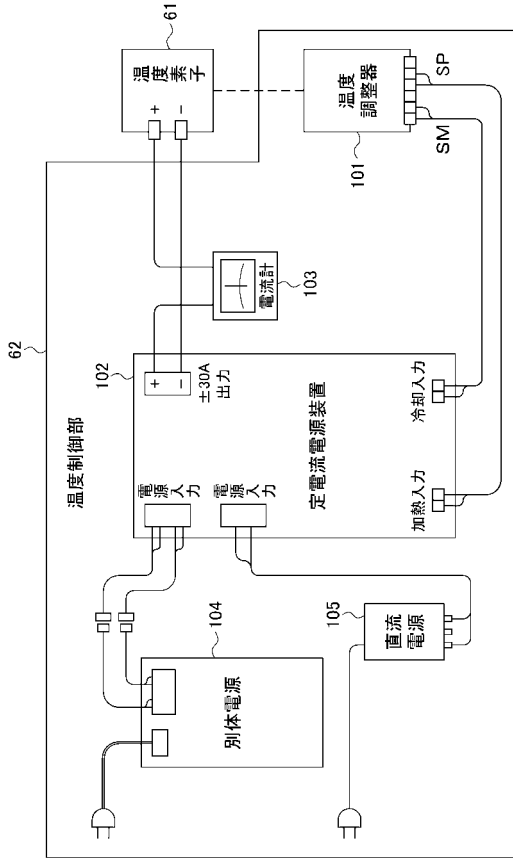 62
温度制御部
温度素子
61
+
−
温度調整器
101
SM
SP
電流計
103
102
+
−
±30A
出力
電源入力
電源入力
定電流電源装置
加熱入力
冷却入力
104
別体電源
105
直流
電源